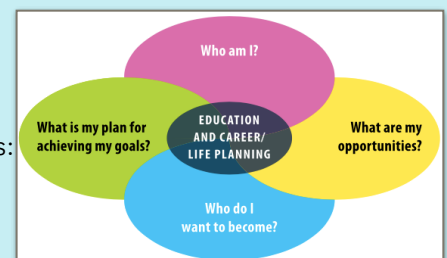 Who am I?
What is my plan for
achieving my goals?
EDUCATION
AND CAREER/
LIFE PLANNING
What are my
opportunities?
Who do I
want to become?
s: